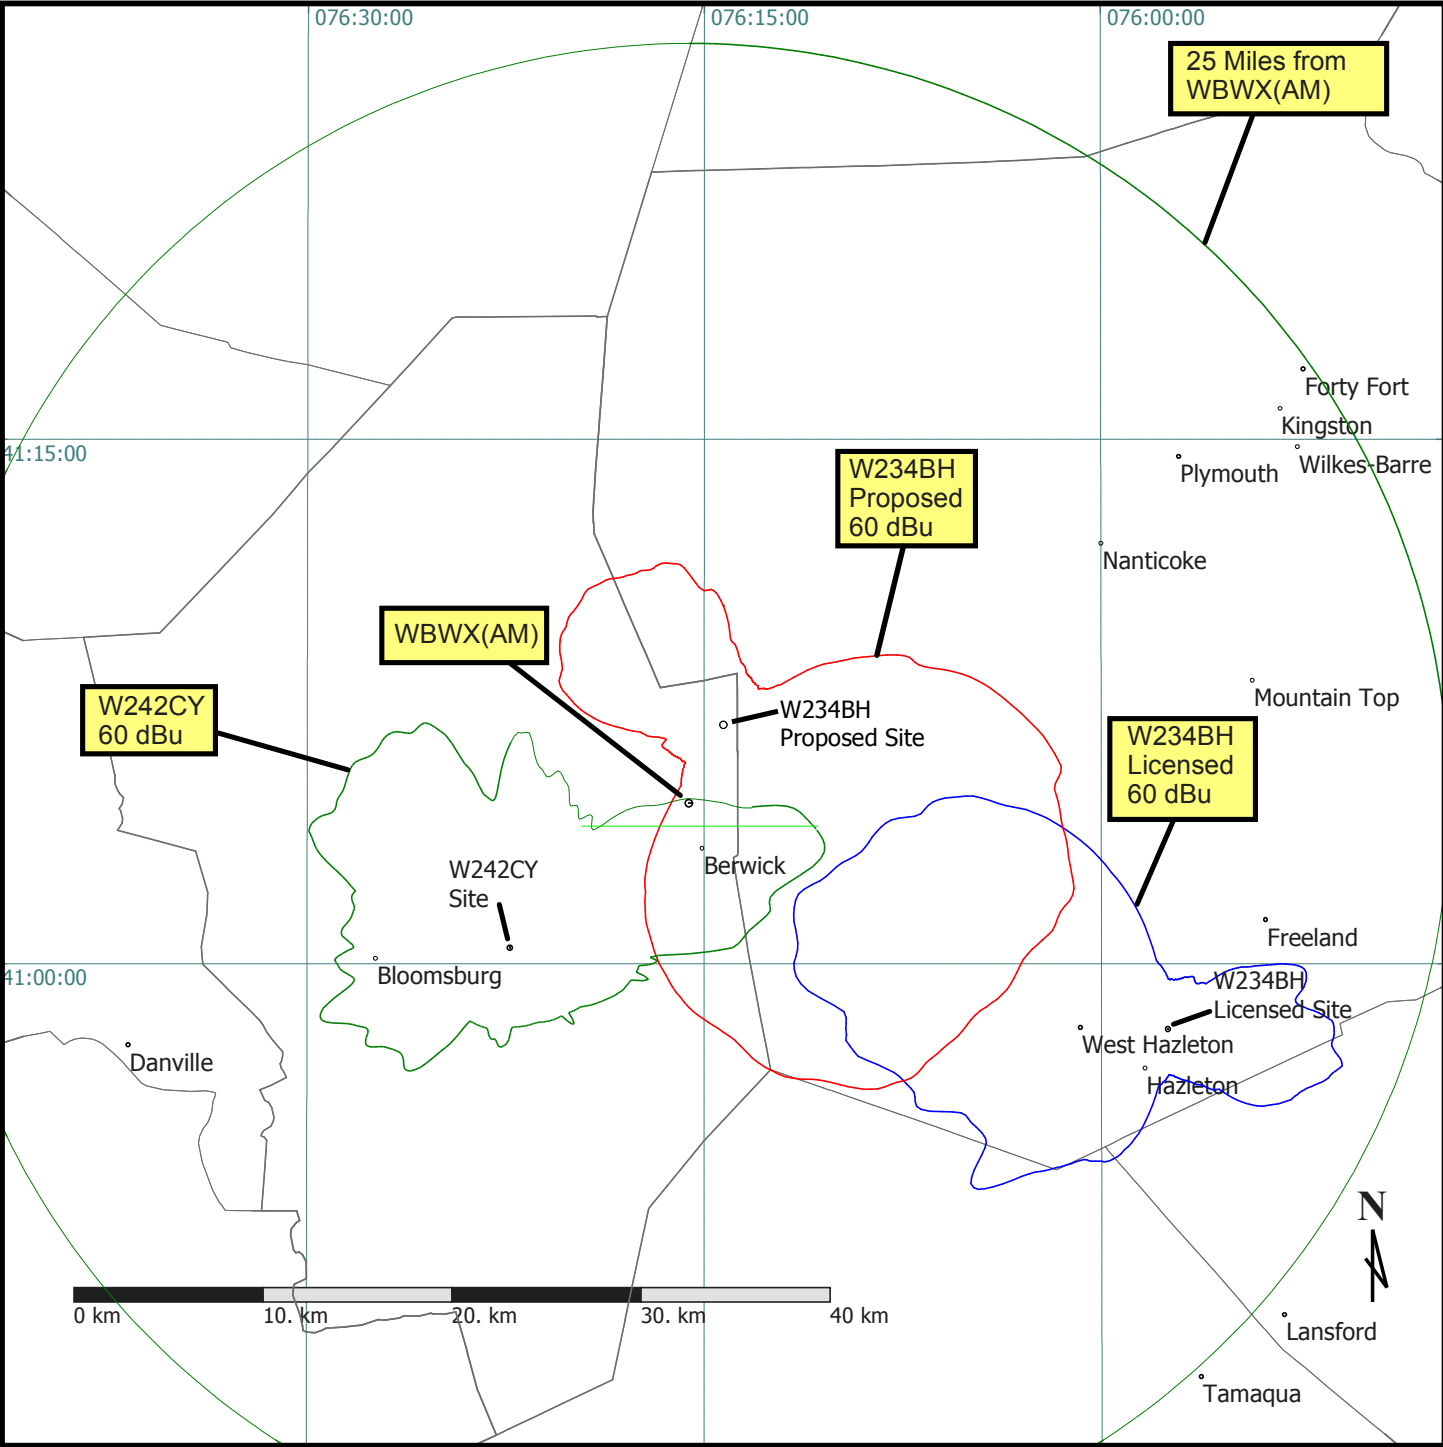 076:30:00
076:15:00
076:00:00
25 Miles from
WBWX(AM)
Forty Fort
Kingston
41:15:00
Wilkes-Barre
Plymouth
W234BH
Proposed
60 dBu
Nanticoke
WBWX(AM)
Mountain Top
W242CY
60 dBu
W234BH
Proposed Site
W234BH
Licensed
60 dBu
Berwick
W242CY
Site
Freeland
41:00:00
Bloomsburg
W234BH
Licensed Site
West Hazleton
Danville
Hazleton
N
0 km
10. km
20. km
30. km
40 km
Lansford
Tamaqua